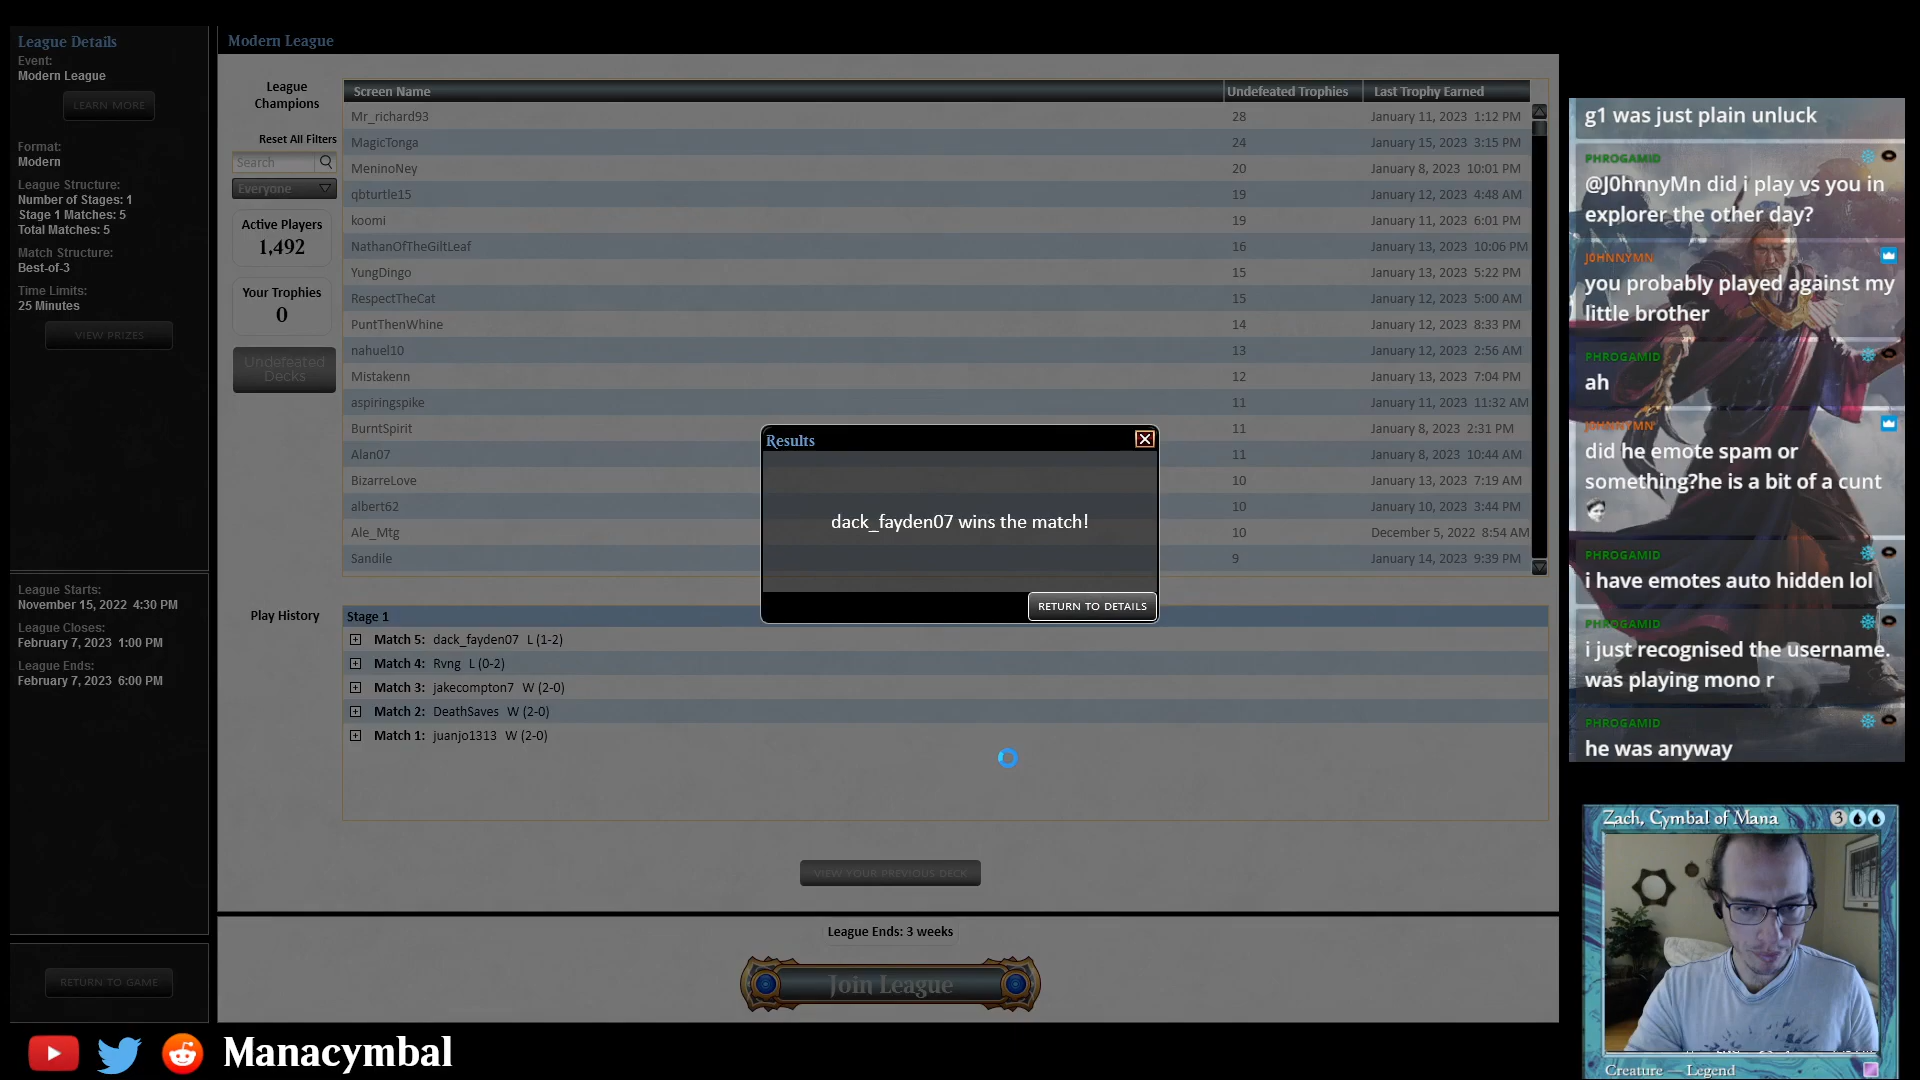 League Details
Event:
Modern League
LEARN MORE
Format:
Modern
League Structure:
Number of Stages: 1
Stage 1 Matches: 5
Total Matches: 5
Match Structure:
Best-of-3
Time Limits:
25 Minutes
VIEW PRIZES
League Starts:
November 15, 2022 4:30 PM
League Closes:
February 7, 2023 1:00 PM
League Ends:
February 7, 2023 6:00 PM
RETURN TO GAME
Modern League
League
Champions
Reset All Filters
Search
Everyone
Active Players
1,492
Your Trophies
0
Undefeated
Decks
Screen Name Undefeated Trophies Last Trophy Earned
Mr_richard93 28 January 11, 2023 1:12 PM
MagicTonga 24 January 15, 2023 3:15 PM
MeninoNey 20 January 8, 2023 10:01 PM
qbturtle15 19 January 12, 2023 4:48 AM
koomi 19 January 11, 2023 6:01 PM
NathanOfTheGiltLeaf 16 January 13, 2023 10:06 PM
YungDingo 15 January 13, 2023 5:22 PM
RespectTheCat 15 January 12, 2023 5:00 AM
PuntThenWhine 14 January 12, 2023 8:33 PM
nahuel10 13 January 12, 2023 2:56 AM
Mistakenn 12 January 13, 2023 7:04 PM
aspiringspike 11 January 11, 2023 11:32 AM
BurntSpirit 11 January 8, 2023 2:31 PM
Alan07 11 January 8, 2023 10:44 AM
BizarreLove 10 January 13, 2023 7:19 AM
albert62 10 January 10, 2023 3:44 PM
Ale_Mtg 10 December 5, 2022 8:54 AM
Sandile 9 January 14, 2023 9:39 PM
Results
dack_fayden07 wins the match!
RETURN TO DETAILS
Play History
Stage 1
Match 5: dack_fayden07 L (1-2)
Match 4: Rvng L (0-2)
Match 3: jakecompton7 W (2-0)
Match 2: DeathSaves W (2-0)
Match 1: juanjo1313 W (2-0)
VIEW YOUR PREVIOUS DECK
League Ends: 3 weeks
Join League
g1 was just plain unluck
PHROGAMID
@J0hnnyMn did i play vs you in
explorer the other day?
J0HNNYMN
you probably played against my
little brother
PHROGAMID
ah
J0HNNYMN
did he emote spam or
something?he is a bit of a cunt
PHROGAMID
i have emotes auto hidden lol
PHROGAMID
i just recognised the username.
was playing mono r
PHROGAMID
he was anyway
Zach, Cymbal of Mana 3
Creature — Legend
Manacymbal